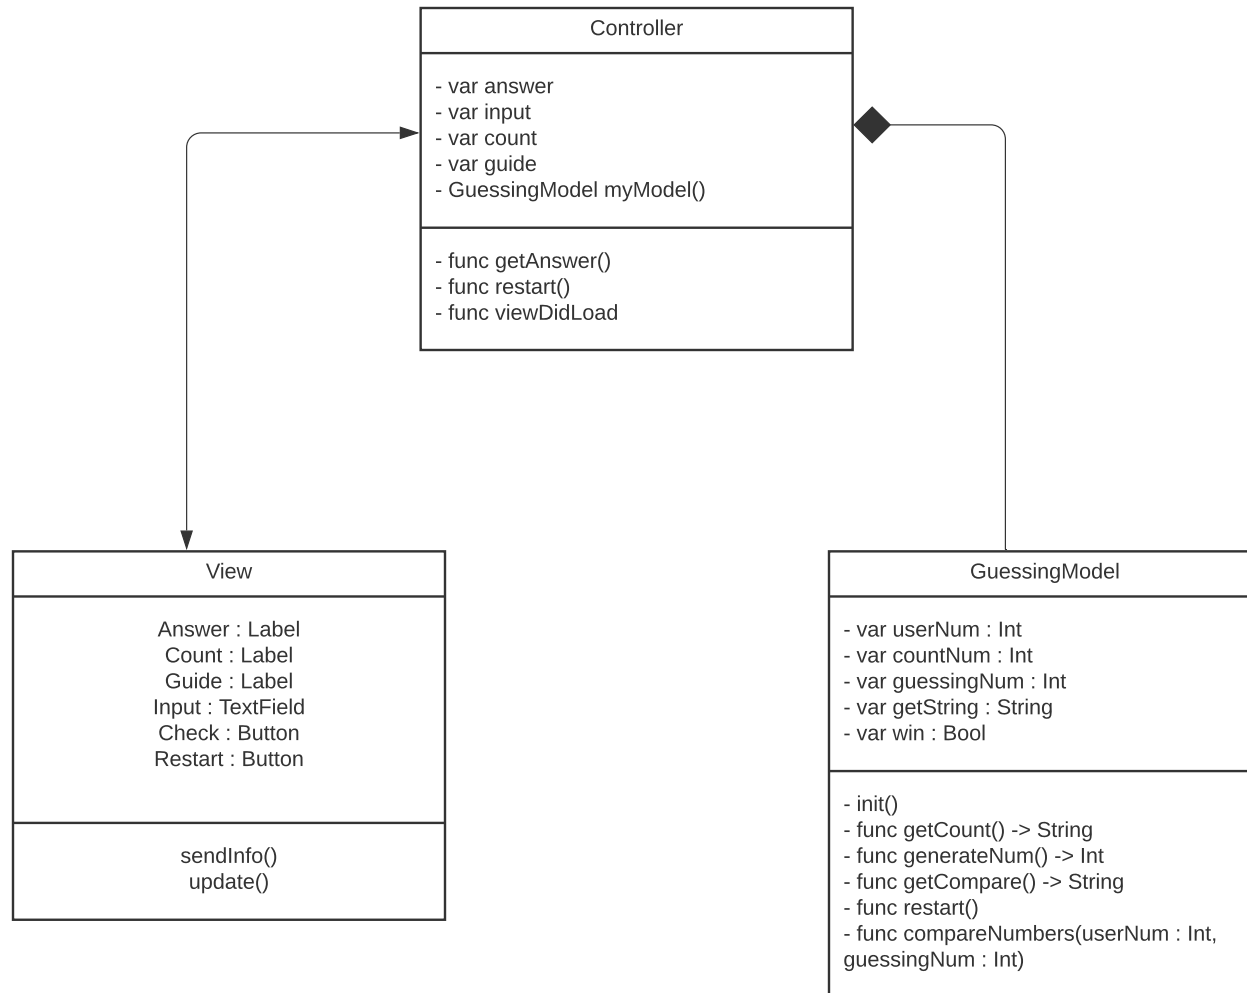 Controller
- var answer
- var input
- var count
- var guide
- GuessingModel myModel()
- func getAnswer()
- func restart()
- func viewDidLoad
View
Answer : Label
Count : Label
Guide : Label
Input : TextField
Check : Button
Restart : Button
sendInfo()
update()
GuessingModel
- var userNum : Int
- var countNum : Int
- var guessingNum : Int
- var getString : String
- var win : Bool
- init()
- func getCount() -> String
- func generateNum() -> Int
- func getCompare() -> String
- func restart()
- func compareNumbers(userNum : Int,
guessingNum : Int)